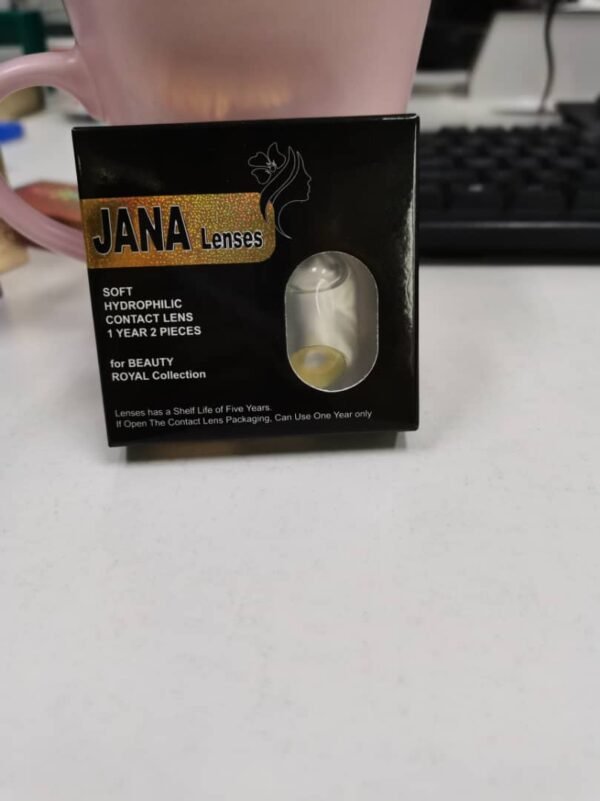 JANA Lenses
SOFT
HYDROPHILIC
CONTACT LENS
1 YEAR 2 PIECES
for BEAUTY
ROYAL Collection
Lenses has a Shelf Life of Five Years.
If Open The Contact Lens Packaging, Can Use One Year only